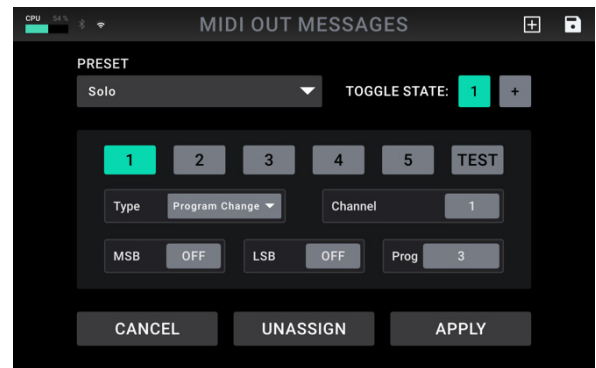 CPU 54 % MIDI OUT MESSAGES
PRESET
Solo TOGGLE STATE: 1 +
1 2 3 4 5 TEST
Type Program Change Channel 1
MSB OFF LSB OFF Prog 3
CANCEL UNASSIGN APPLY